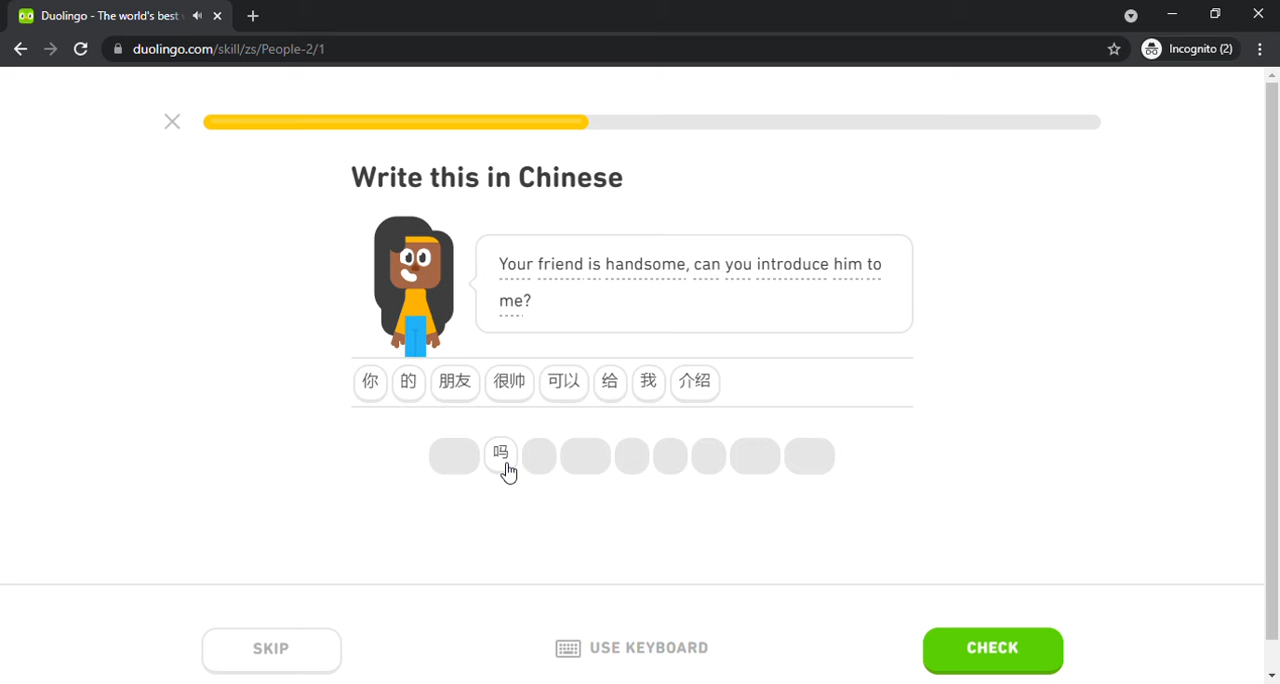 Duolingo - The world's best
duolingo.com/skill/zs/People-2/1
Incognito (2)
Write this in Chinese
Your friend is handsome, can you introduce him to
me?
你 的 朋友 很帅 可以 给 我 介绍
吗
SKIP
USE KEYBOARD
CHECK